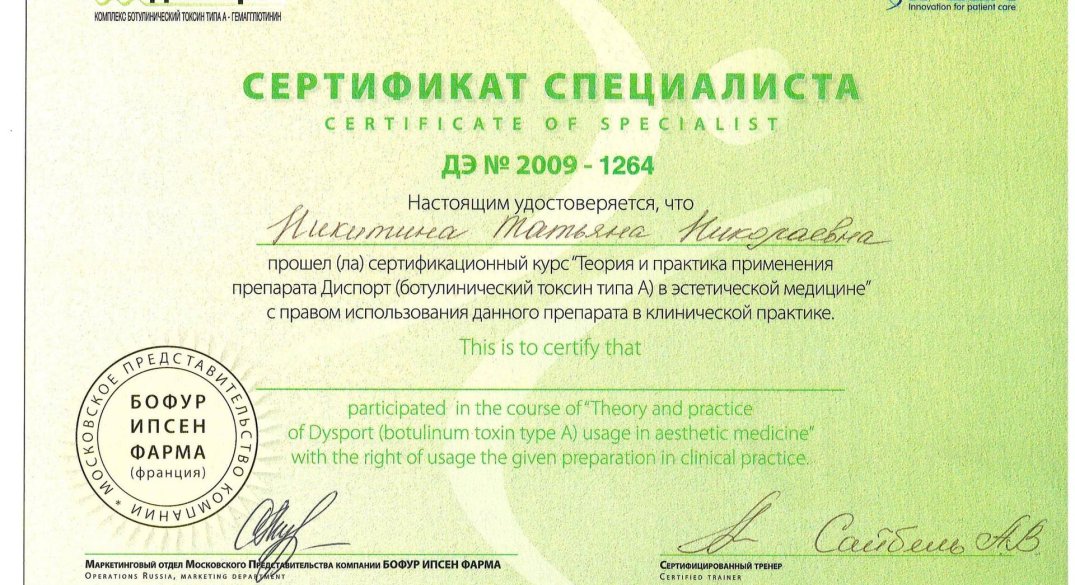 КОМПЛЕКС БОТУЛИНИЧЕСКИЙ ТОКСИН ТИПА А - ГЕМАГГЛЮТИНИН
Innovation for patient care
СЕРТИФИКАТ СПЕЦИАЛИСТА
CERTIFICATE OF SPECIALIST
ДЭ № 2009 - 1264
Настоящим удостоверяется, что
Никитина Татьяна Николаевна
прошел (ла) сертификационный курс "Теория и практика применения
препарата Диспорт (ботулинический токсин типа А) в эстетической медицине"
с правом использования данного препарата в клинической практике.
This is to certify that
participated in the course of "Theory and practice
of Dysport (botulinum toxin type A) usage in aesthetic medicine"
with the right of usage the given preparation in clinical practice.
* МОСКОВСКОЕ ПРЕДСТАВИТЕЛЬСТВО КОМПАНИИ
БОФУР
ИПСЕН
ФАРМА
(франция)
Сайбель А.В
Маркетинговый отдел Московского Представительства компании БОФУР ИПСЕН ФАРМА
Operations Russia, marketing department
Сертифицированный тренер
Certified trainer